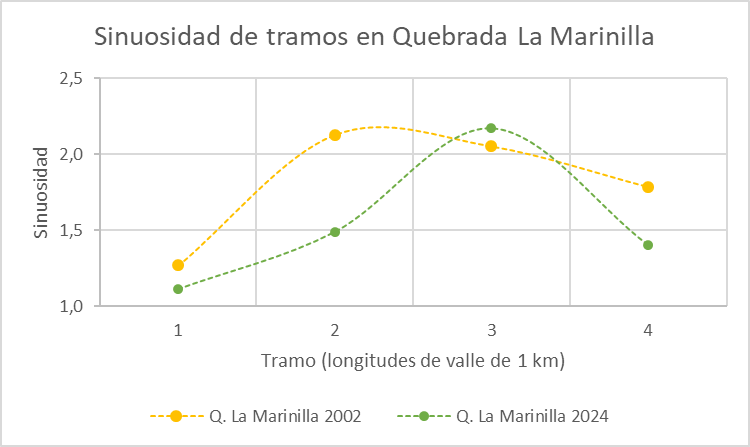 Sinuosidad de tramos en Quebrada La Marinilla
2,5
2,0
1,5
1,0
Sinuosidad
1 2 3 4
Tramo (longitudes de valle de 1 km)
Q. La Marinilla 2002 Q. La Marinilla 2024